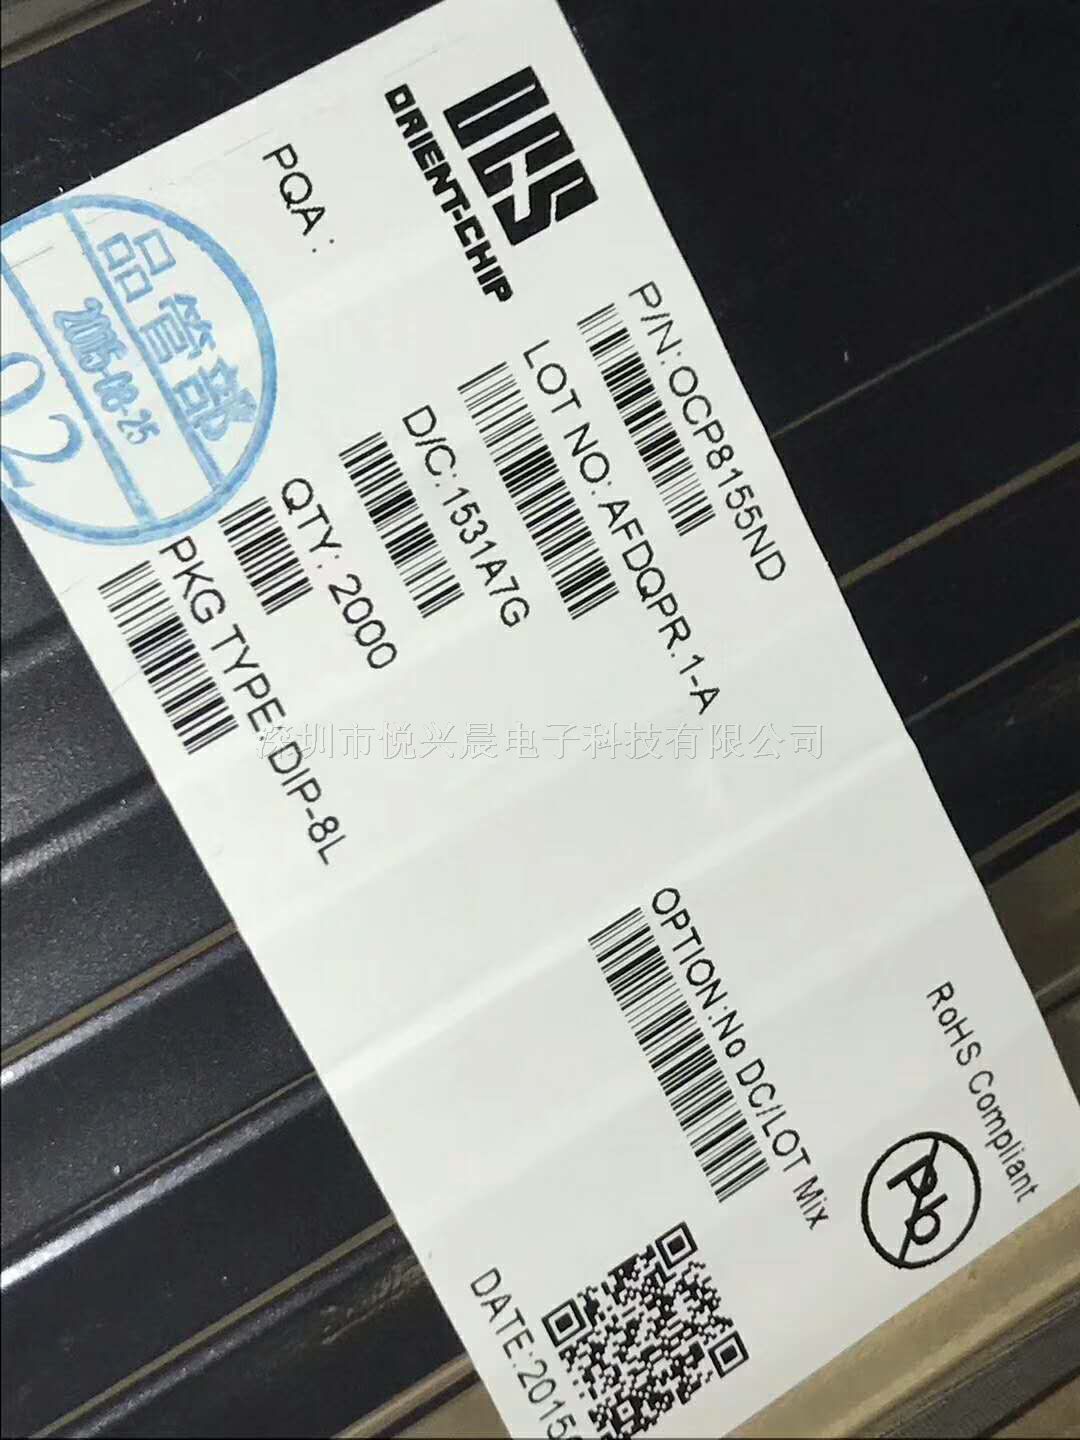 OCS
ORIENT-CHIP
PQA:
P/N:OCP8155ND
LOT NO:AFDQPR.1-A
D/C:1531A7G
QTY:2000
PKG TYPE:DIP-8L
品管部
2015-08-25
02
深圳市悦兴晨电子科技有限公司
OPTION:No DC/LOT Mix
RoHS Compliant
Pb
DATE:2015